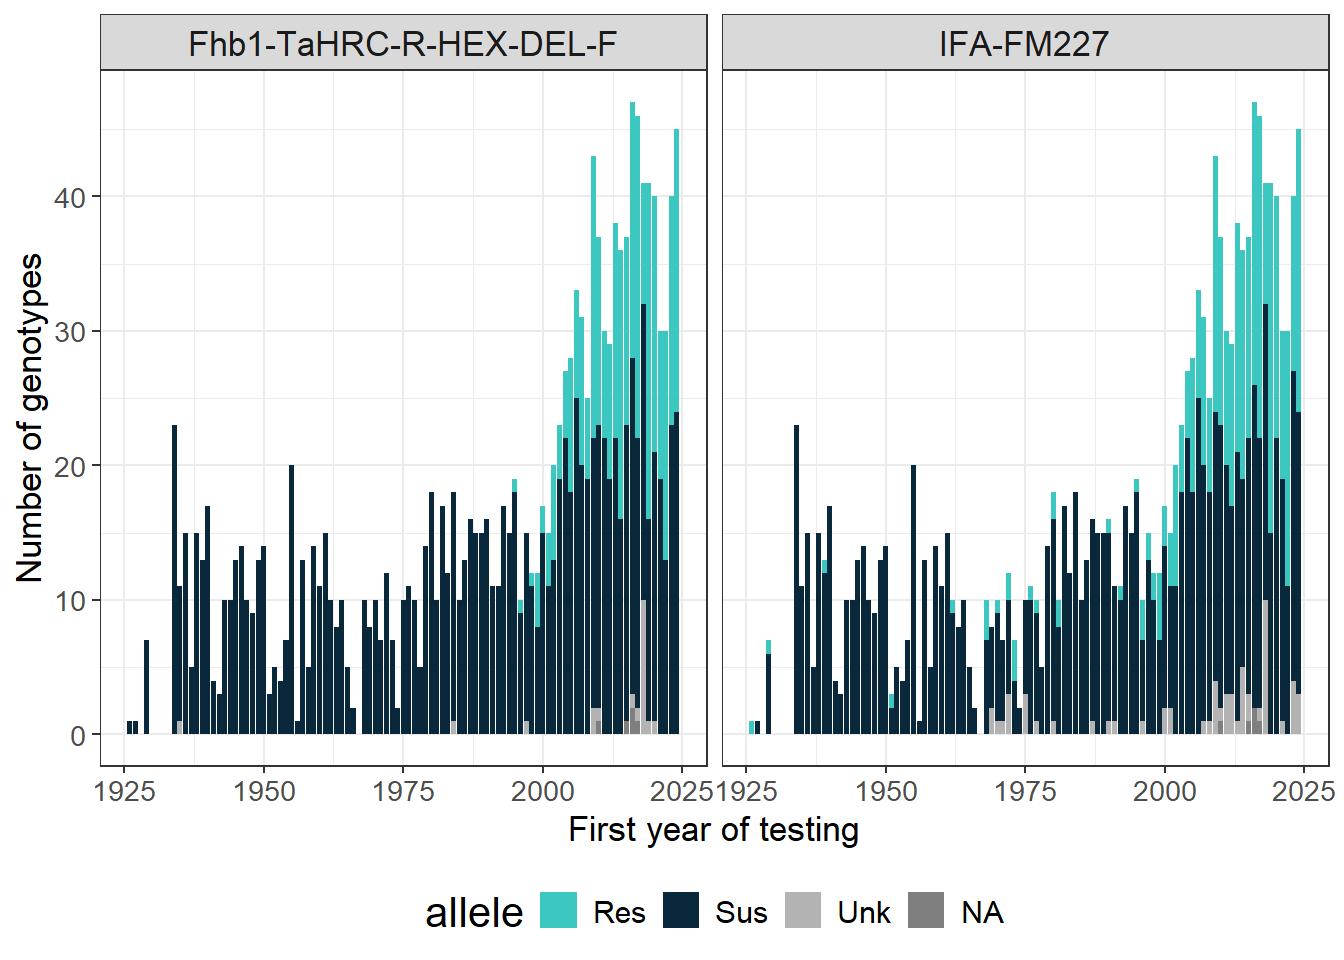 Fhb1-TaHRC-R-HEX-DEL-F
IFA-FM227
Number of genotypes
40
30
20
10
0
1925 1950 1975 2000 2025
1925 1950 1975 2000 2025
First year of testing
allele Res Sus Unk NA